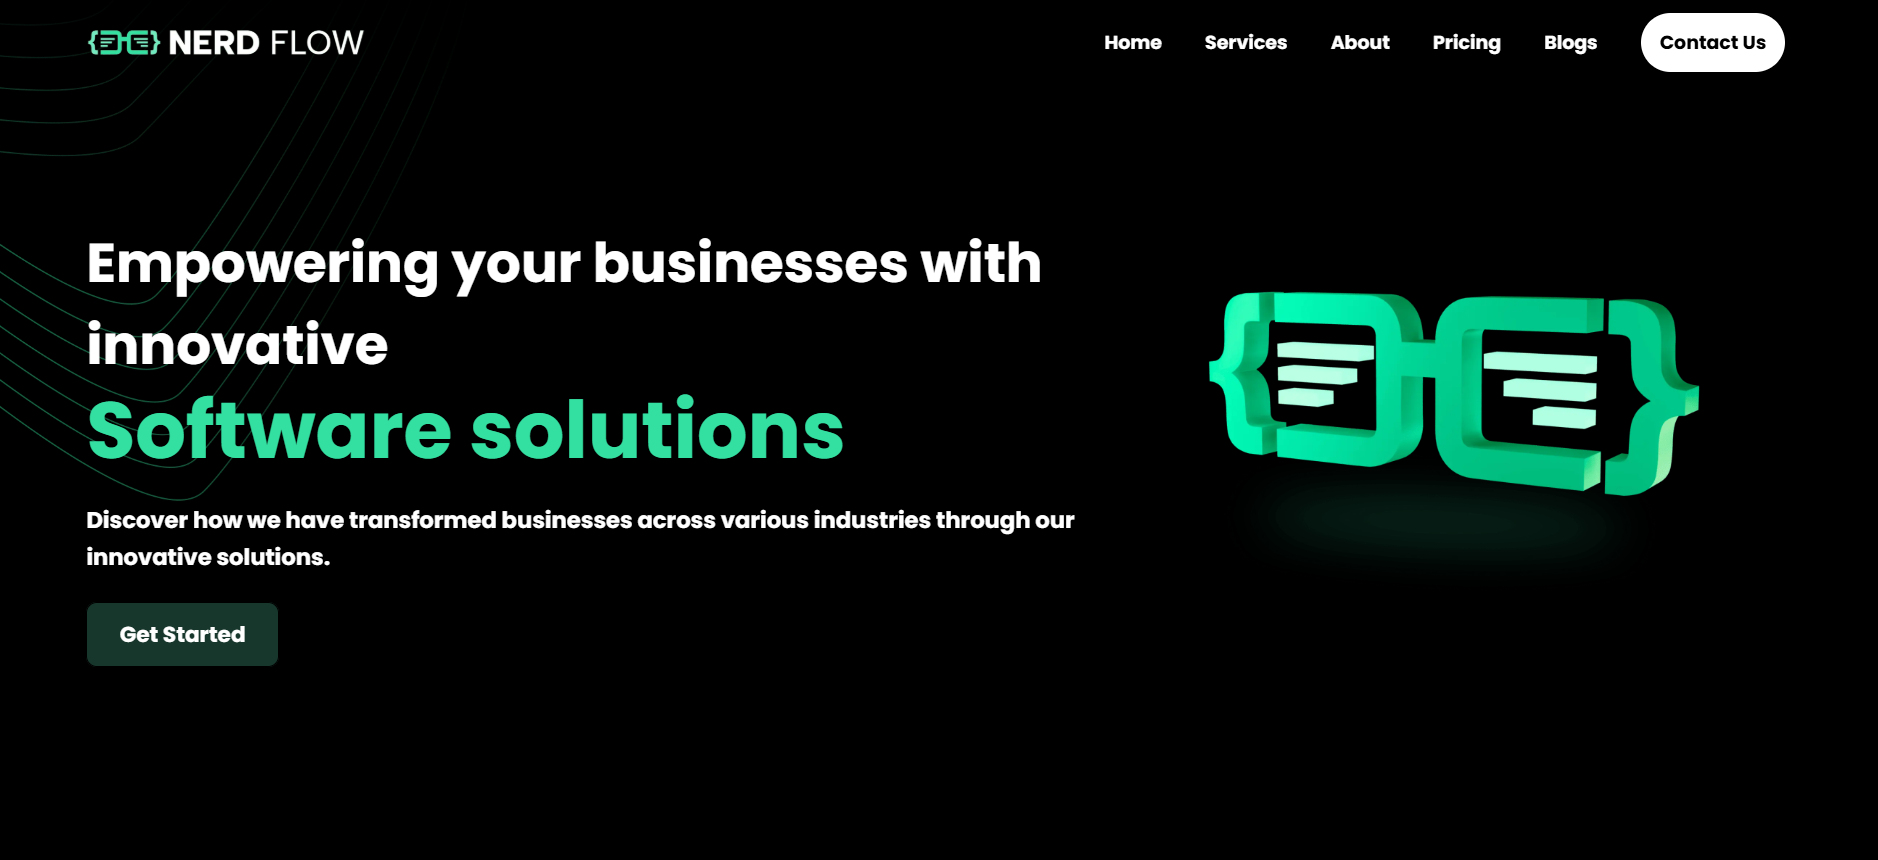 NERD FLOW
Home
Services
About
Pricing
Blogs
Contact Us
Empowering your businesses with
innovative
Software solutions
Discover how we have transformed businesses across various industries through our
innovative solutions.
Get Started